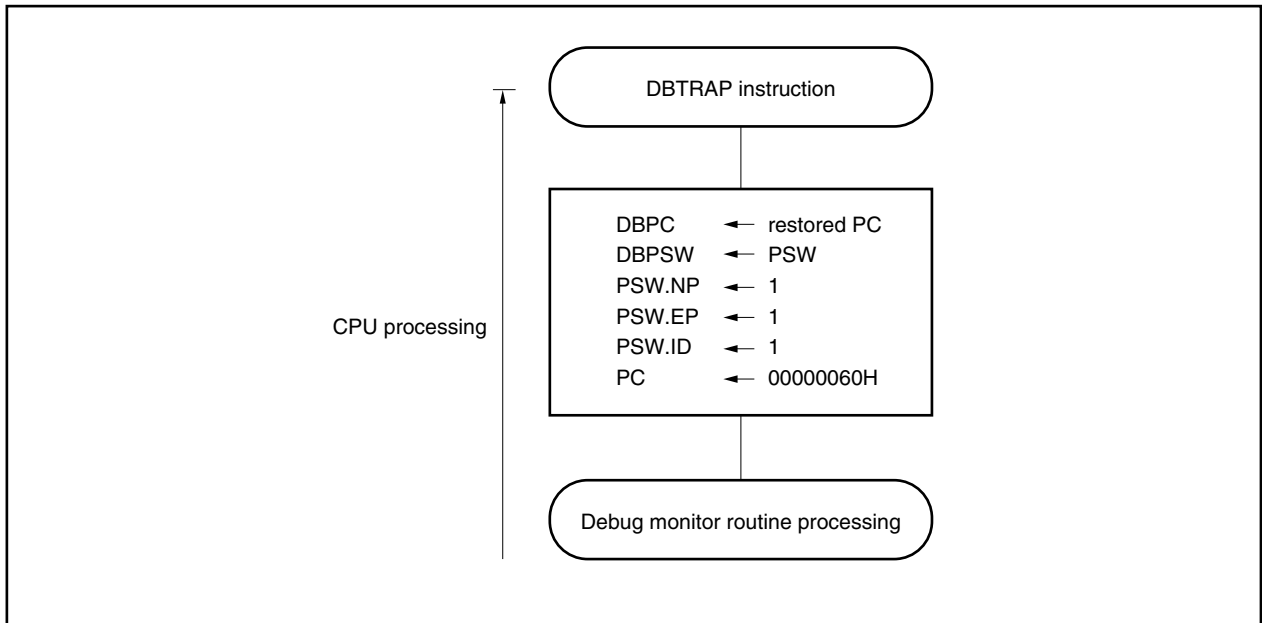 DBTRAP instruction
CPU processing
DBPC ← restored PC
DBPSW ← PSW
PSW.NP ← 1
PSW.EP ← 1
PSW.ID ← 1
PC ← 00000060H
Debug monitor routine processing